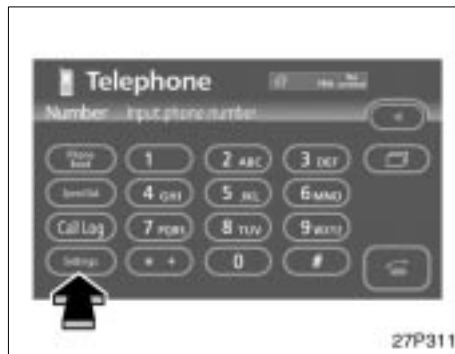 Telephone
Number Input phone number
Phone
book
1
2 ABC
3 DEF
Speed Dial
4 GHI
5 JKL
6 MNO
Call Log
7 PQRS
8 TUV
9 WXYZ
Settings
* +
0
#
27P311